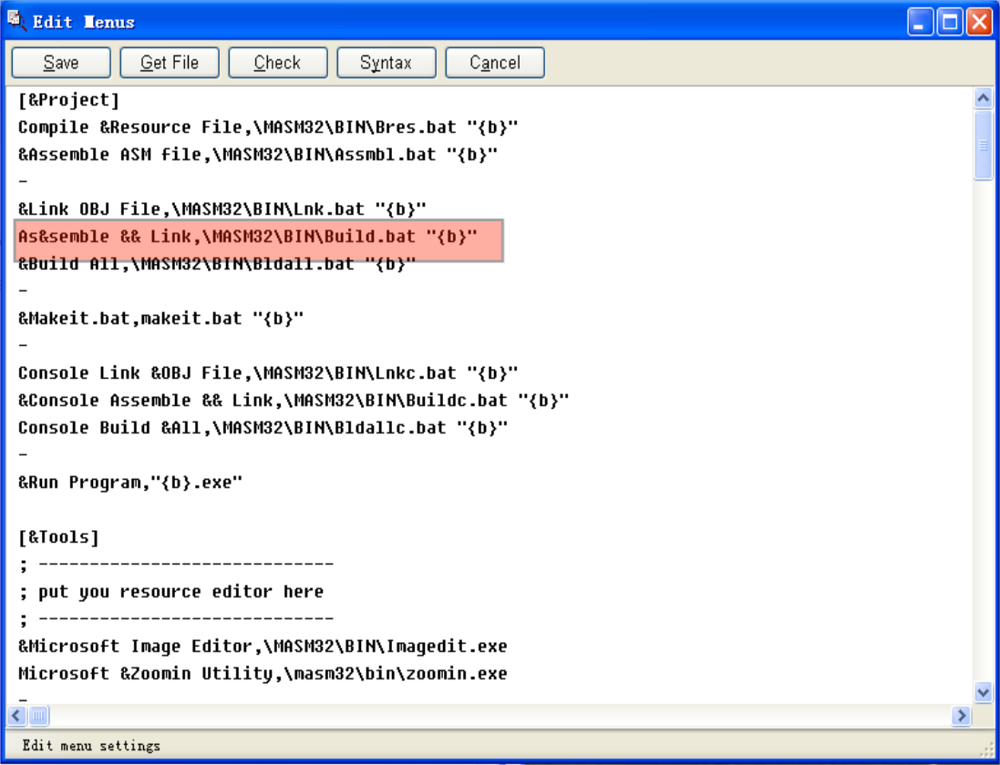 Edit Menus
Save Get File Check Syntax Cancel
[&Project]
Compile &Resource File,\MASM32\BIN\Bres.bat "{b}"
&Assemble ASM file,\MASM32\BIN\Assmbl.bat "{b}"
-
&Link OBJ File,\MASM32\BIN\Lnk.bat "{b}"
As&semble && Link,\MASM32\BIN\Build.bat "{b}"
&Build All,\MASM32\BIN\Bldall.bat "{b}"
-
&Makeit.bat,makeit.bat "{b}"
-
Console Link &OBJ File,\MASM32\BIN\Lnkc.bat "{b}"
&Console Assemble && Link,\MASM32\BIN\Buildc.bat "{b}"
Console Build &All,\MASM32\BIN\Bldallc.bat "{b}"
-
&Run Program,"{b}.exe"
[&Tools]
; -----------------------------
; put you resource editor here
; -----------------------------
&Microsoft Image Editor,\MASM32\BIN\Imagedit.exe
Microsoft &Zoomin Utility,\masm32\bin\zoomin.exe
-
Edit menu settings